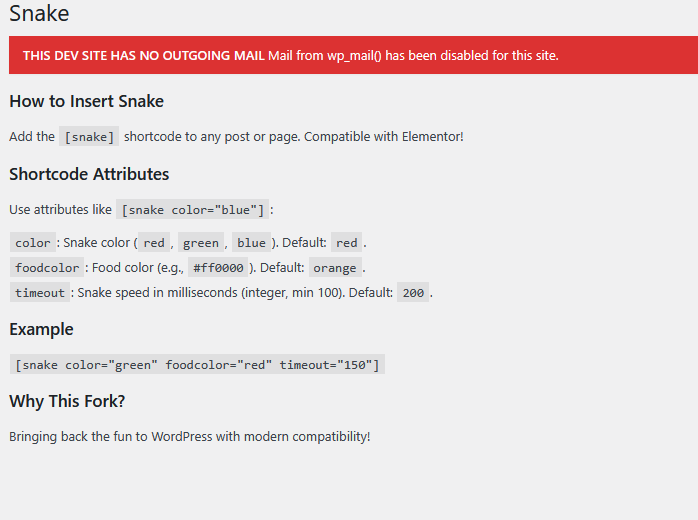 Snake
THIS DEV SITE HAS NO OUTGOING MAIL Mail from wp_mail() has been disabled for this site.
How to Insert Snake
Add the [snake] shortcode to any post or page. Compatible with Elementor!
Shortcode Attributes
Use attributes like [snake color="blue"] :
color : Snake color ( red , green , blue ). Default: red .
foodcolor : Food color (e.g., #ff0000 ). Default: orange .
timeout : Snake speed in milliseconds (integer, min 100). Default: 200 .
Example
[snake color="green" foodcolor="red" timeout="150"]
Why This Fork?
Bringing back the fun to WordPress with modern compatibility!